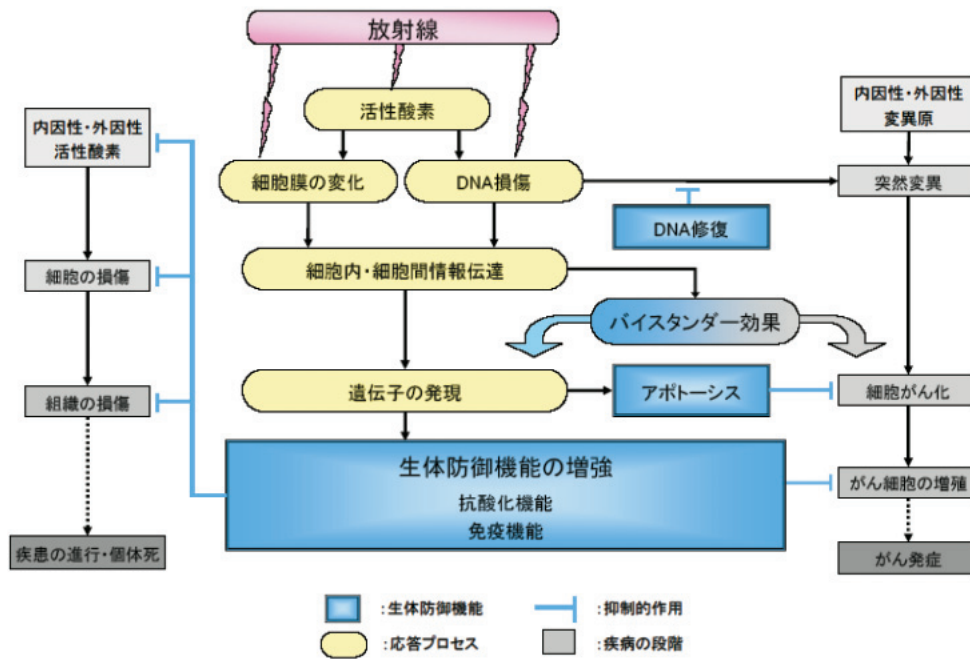 放射線
活性酸素
内因性・外因性
活性酸素
内因性・外因性
変異原
細胞膜の変化
DNA損傷
突然変異
DNA修復
細胞の損傷
細胞内・細胞間情報伝達
バイスタンダー効果
組織の損傷
遺伝子の発現
アポトーシス
細胞がん化
生体防御機能の増強
抗酸化機能
免疫機能
がん細胞の増殖
疾患の進行・個体死
がん発症
:生体防御機能
:抑制的作用
:応答プロセス
:疾病の段階